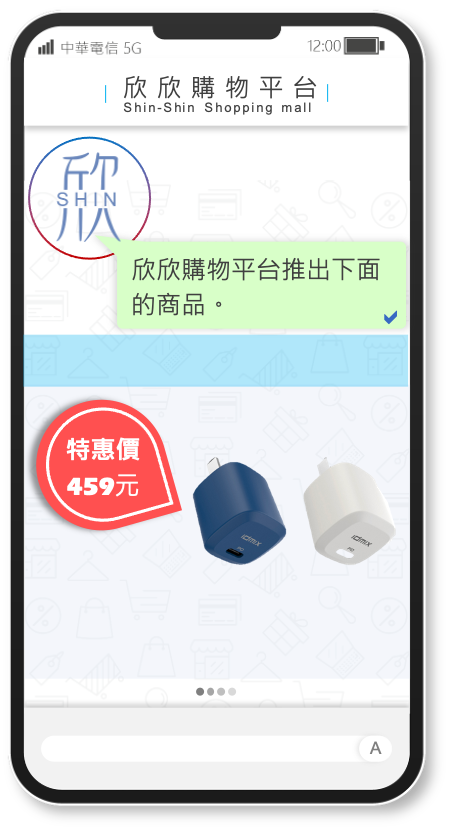 中華電信 5G 12:00
欣欣購物平台
Shin-Shin Shopping mall
欣
SHIN
欣欣購物平台推出下面
的商品。
特惠價
459元
idmix
idmix
A